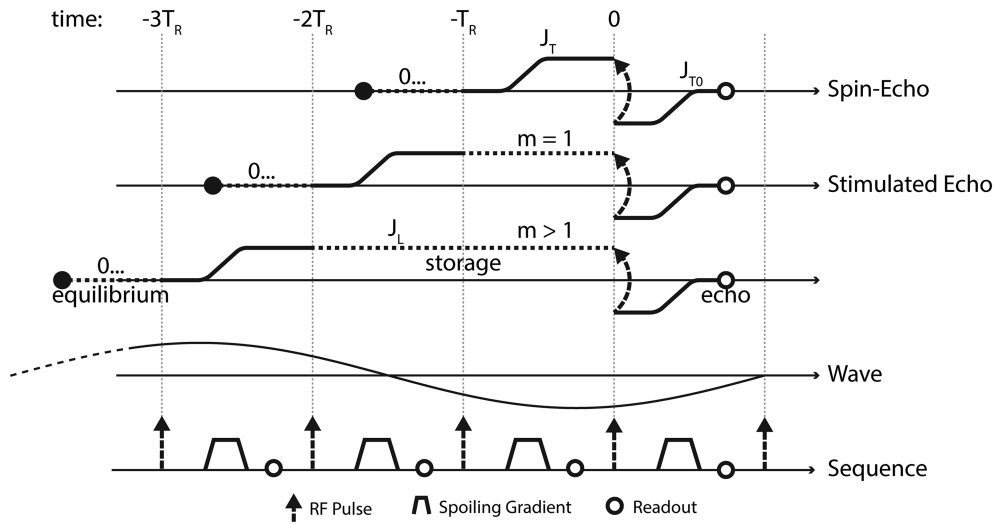 time: -3T_R -2T_R -T_R 0
J_T
0... J_T0
Spin-Echo
m = 1
0...
Stimulated Echo
J_L m > 1
0... storage
equilibrium echo
Wave
Sequence
RF Pulse Spoiling Gradient Readout